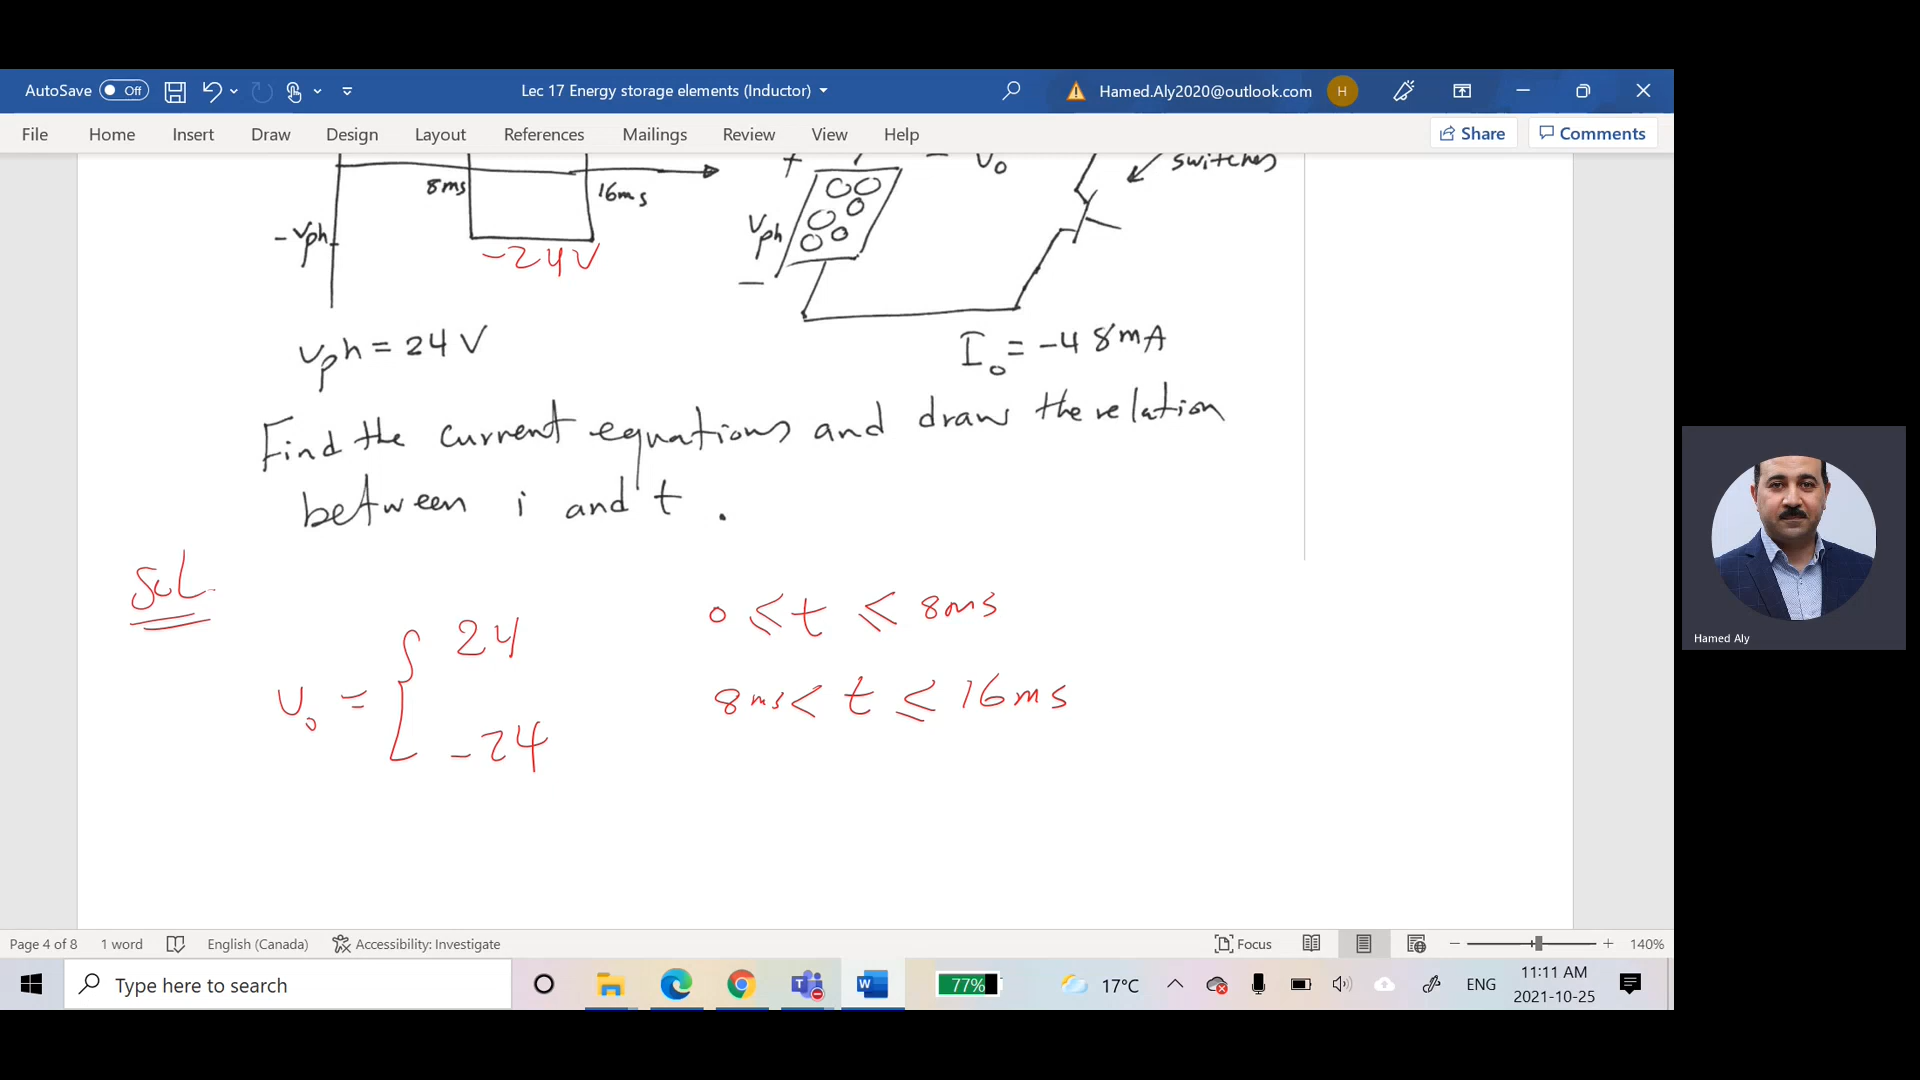 AutoSave Off
Lec 17 Energy storage elements (Inductor)
Hamed.Aly2020@outlook.com
H
File Home Insert Draw Design Layout References Mailings Review View Help
Share Comments
8ms
16ms
-vph
-24V
+
vph
-
- vo
switches
vph = 24 V
Io = -48mA
Find the current equations and draw the relation
between i and t.
Sol.
vo = { 24 0 ≤ t ≤ 8ms
-24 8ms < t ≤ 16ms
Hamed Aly
Page 4 of 8 1 word English (Canada) Accessibility: Investigate
Focus
- + 140%
Type here to search
77%
17°C
ENG
11:11 AM
2021-10-25